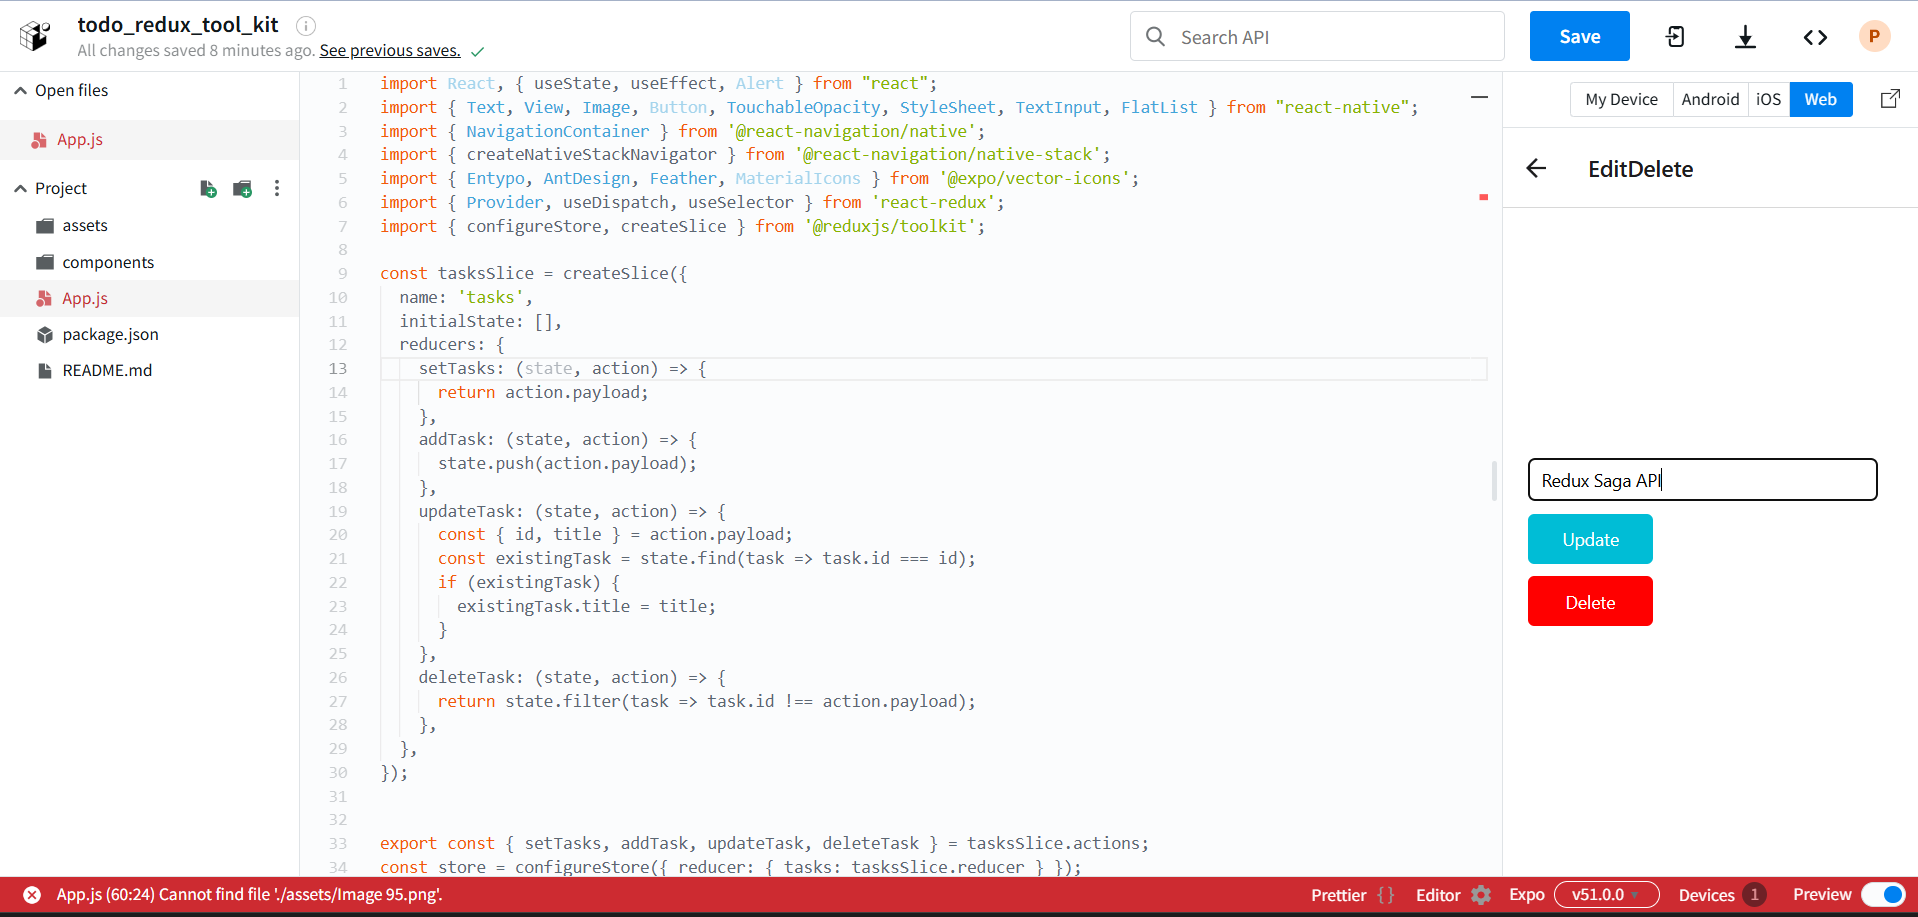 todo_redux_tool_kit
All changes saved 8 minutes ago. See previous saves.
Search API
Save
P
Open files
App.js
Project
assets
components
App.js
package.json
README.md
1 import React, { useState, useEffect, Alert } from "react";
2 import { Text, View, Image, Button, TouchableOpacity, StyleSheet, TextInput, FlatList } from "react-native";
3 import { NavigationContainer } from '@react-navigation/native';
4 import { createNativeStackNavigator } from '@react-navigation/native-stack';
5 import { Entypo, AntDesign, Feather, MaterialIcons } from '@expo/vector-icons';
6 import { Provider, useDispatch, useSelector } from 'react-redux';
7 import { configureStore, createSlice } from '@reduxjs/toolkit';
8
9 const tasksSlice = createSlice({
10 name: 'tasks',
11 initialState: [],
12 reducers: {
13 setTasks: (state, action) => {
14 return action.payload;
15 },
16 addTask: (state, action) => {
17 state.push(action.payload);
18 },
19 updateTask: (state, action) => {
20 const { id, title } = action.payload;
21 const existingTask = state.find(task => task.id === id);
22 if (existingTask) {
23 existingTask.title = title;
24 }
25 },
26 deleteTask: (state, action) => {
27 return state.filter(task => task.id !== action.payload);
28 },
29 },
30 });
31
32
33 export const { setTasks, addTask, updateTask, deleteTask } = tasksSlice.actions;
34 const store = configureStore({ reducer: { tasks: tasksSlice.reducer } });
My Device Android iOS Web
EditDelete
Redux Saga API
Update
Delete
App.js (60:24) Cannot find file './assets/Image 95.png'.
Prettier {} Editor Expo v51.0.0 Devices 1 Preview